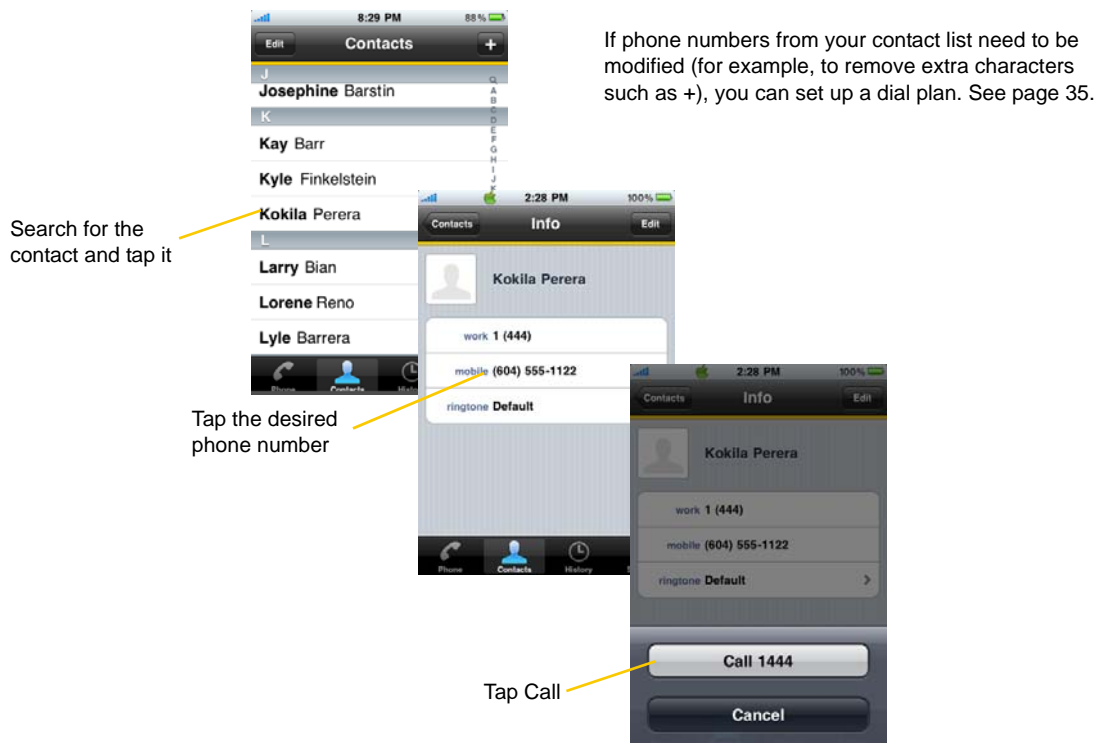 8:29 PM 88%
Edit Contacts +
J
Josephine Barstin
K
Kay Barr
Kyle Finkelstein
Kokila Perera
L
Larry Bian
Lorene Reno
Lyle Barrera
Phone Contacts History
A
B
C
D
E
F
G
H
I
J
K
If phone numbers from your contact list need to be
modified (for example, to remove extra characters
such as +), you can set up a dial plan. See page 35.
Search for the
contact and tap it
2:28 PM 100%
Contacts Info Edit
Kokila Perera
work 1 (444)
mobile (604) 555-1122
ringtone Default
Phone Contacts History
Tap the desired
phone number
2:28 PM 100%
Contacts Info Edit
Kokila Perera
work 1 (444)
mobile (604) 555-1122
ringtone Default >
Call 1444
Cancel
Tap Call